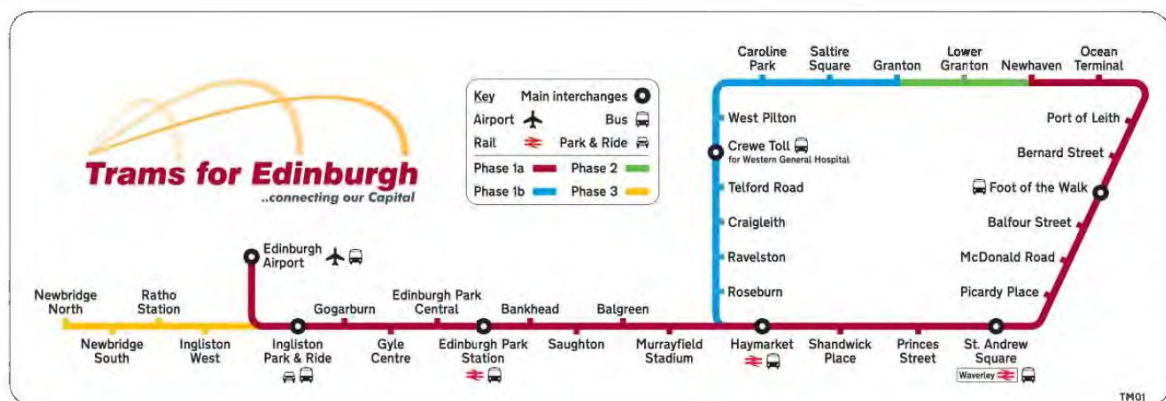 Trams for Edinburgh
..connecting our Capital
Key
Main interchanges
Airport
Bus
Rail
Park & Ride
Phase 1a
Phase 2
Phase 1b
Phase 3
Caroline
Park
Saltire
Square
Granton
Lower
Granton
Newhaven
Ocean
Terminal
West Pilton
Crewe Toll
for Western General Hospital
Telford Road
Craigleith
Ravelston
Roseburn
Port of Leith
Bernard Street
Foot of the Walk
Balfour Street
McDonald Road
Picardy Place
Edinburgh
Airport
Newbridge
North
Ratho
Station
Gogarburn
Edinburgh Park
Central
Bankhead
Balgreen
Newbridge
South
Ingliston
West
Ingliston
Park & Ride
Gyle
Centre
Edinburgh Park
Station
Saughton
Murrayfield
Stadium
Haymarket
Shandwick
Place
Princes
Street
St. Andrew
Square
Waverley
TM01